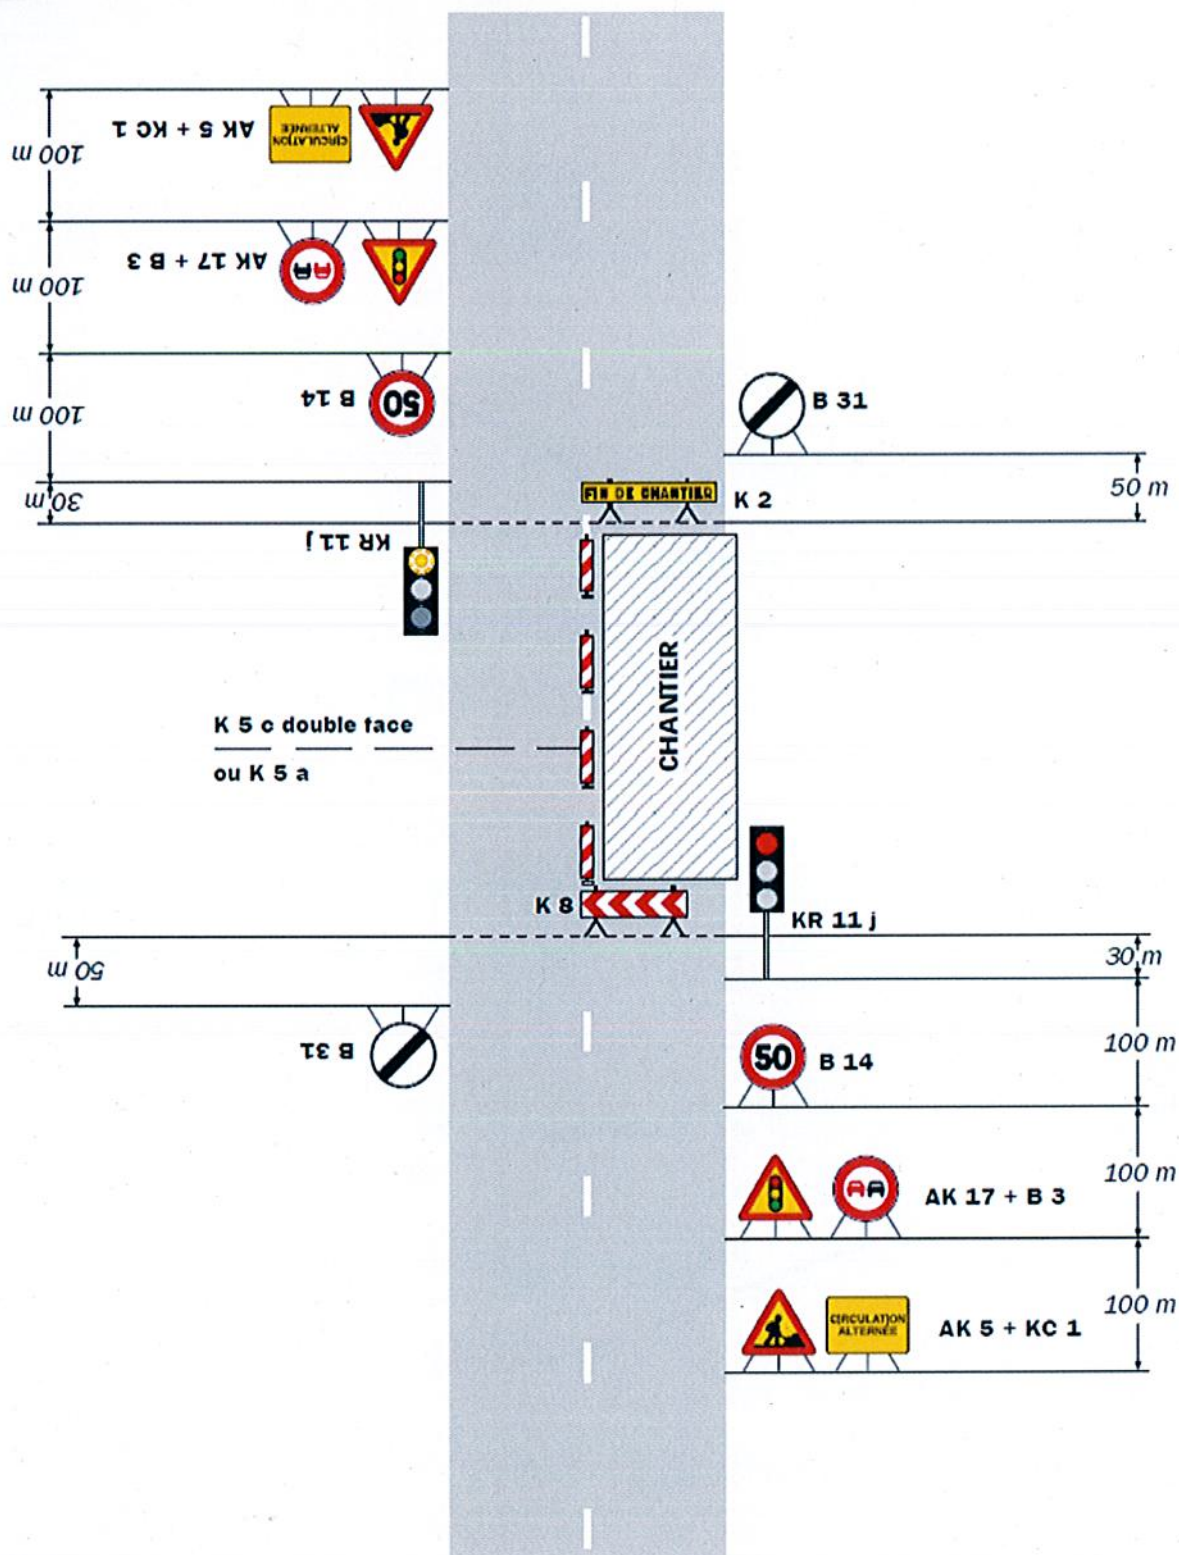 100 m
AK 5 + KC 1
CIRCULATION
ALTERNÉE
100 m
AK 17 + B 3
100 m
B 14
50
30 m
KR 11 j
B 31
50 m
FIN DE CHANTIER
K 2
CHANTIER
K 5 c double face
ou K 5 a
K 8
KR 11 j
30 m
50 m
B 31
50
B 14
100 m
AK 17 + B 3
100 m
CIRCULATION
ALTERNÉE
AK 5 + KC 1
100 m